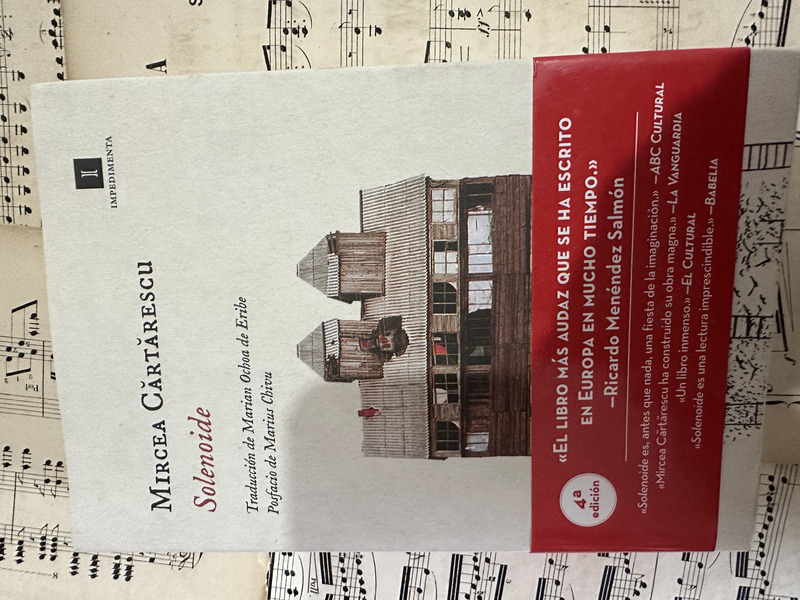 IMPEDIMENTA
MIRCEA CĂRTĂRESCU
Solenoide
Traducción de Marian Ochoa de Eribe
Posfacio de Marius Chivu
«EL LIBRO MÁS AUDAZ QUE SE HA ESCRITO
EN EUROPA EN MUCHO TIEMPO.»
—Ricardo Menéndez Salmón
4ª
edición
«Solenoide es, antes que nada, una fiesta de la imaginación.» —ABC CULTURAL
«Mircea Cărtărescu ha construido su obra magna.» —LA VANGUARDIA
«Un libro inmenso.» —EL CULTURAL
«Solenoide es una lectura imprescindible.» —BABELIA
A